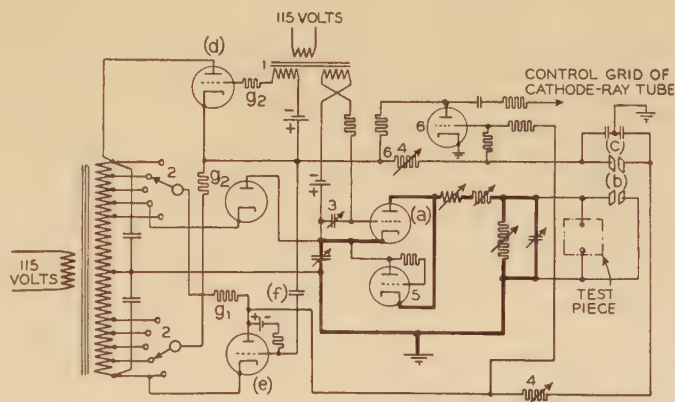 115 VOLTS
(d)
1
g2
CONTROL GRID OF
CATHODE-RAY TUBE
6
2
g2
6 4
(c)
(b)
3
(a)
115
VOLTS
(f)
5
TEST
PIECE
g1
2
(e)
4